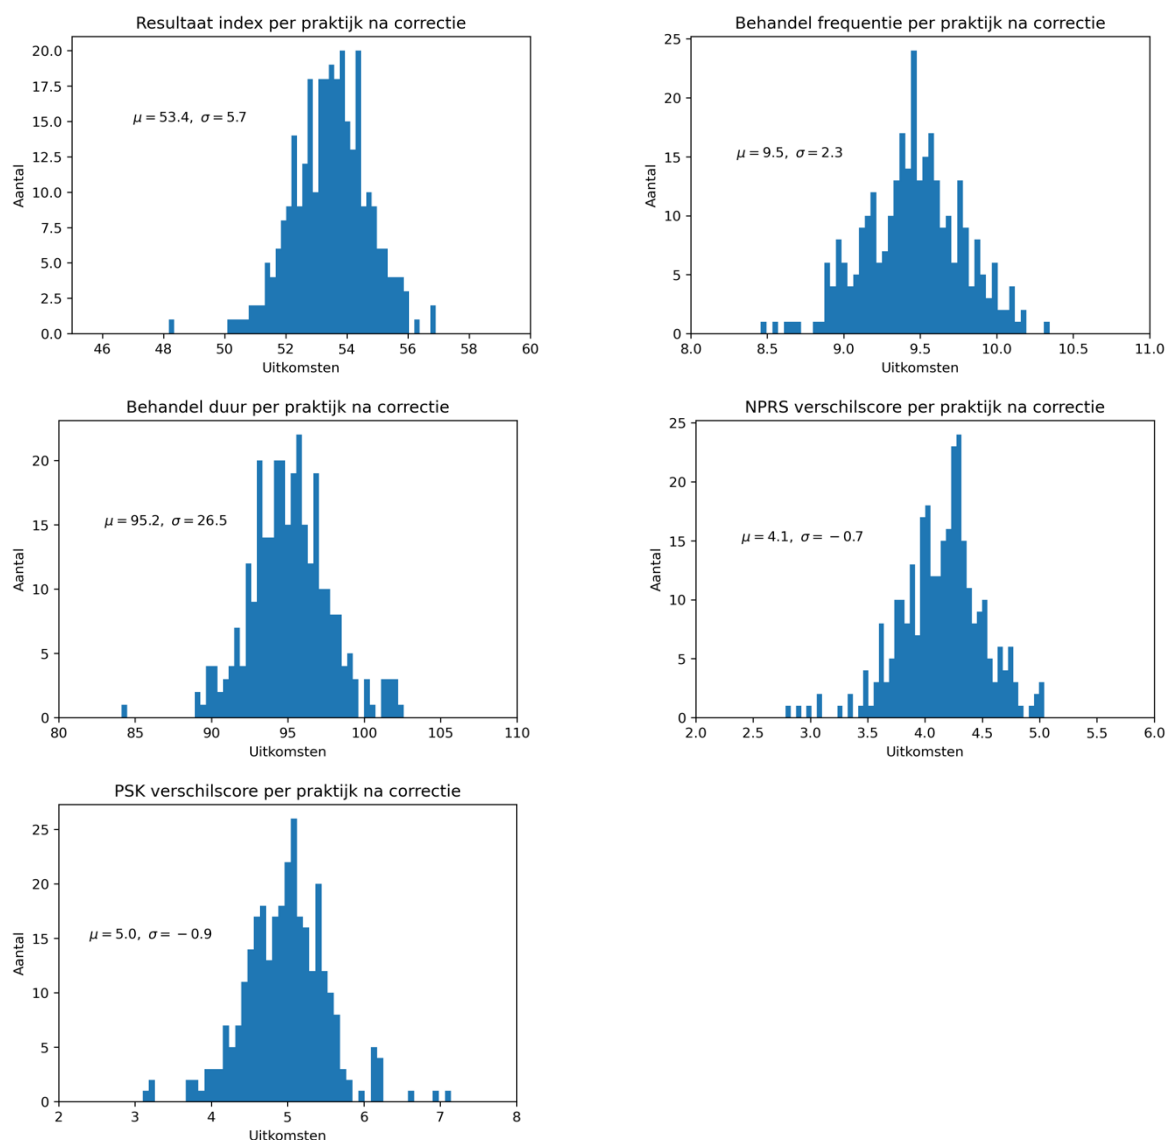 Resultaat index per praktijk na correctie
20.0
17.5
15.0
12.5
10.0
7.5
5.0
2.5
0.0
Aantal
μ = 53.4, σ = 5.7
46 48 50 52 54 56 58 60
Uitkomsten
Behandel frequentie per praktijk na correctie
25
20
15
10
5
0
Aantal
μ = 9.5, σ = 2.3
8.0 8.5 9.0 9.5 10.0 10.5 11.0
Uitkomsten
Behandel duur per praktijk na correctie
20
15
10
5
0
Aantal
μ = 95.2, σ = 26.5
80 85 90 95 100 105 110
Uitkomsten
NPRS verschilscore per praktijk na correctie
25
20
15
10
5
0
Aantal
μ = 4.1, σ = −0.7
2.0 2.5 3.0 3.5 4.0 4.5 5.0 5.5 6.0
Uitkomsten
PSK verschilscore per praktijk na correctie
25
20
15
10
5
0
Aantal
μ = 5.0, σ = −0.9
2 3 4 5 6 7 8
Uitkomsten